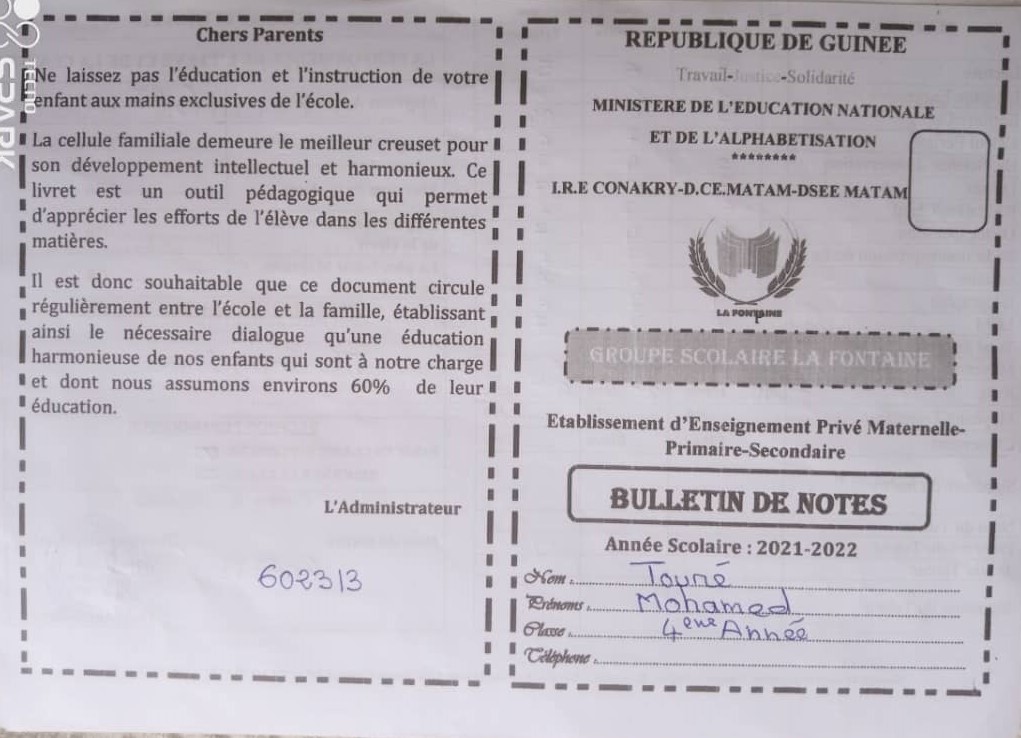 Chers Parents
Ne laissez pas l'éducation et l'instruction de votre
enfant aux mains exclusives de l'école.
La cellule familiale demeure le meilleur creuset pour
son développement intellectuel et harmonieux. Ce
livret est un outil pédagogique qui permet
d'apprécier les efforts de l'élève dans les différentes
matières.
Il est donc souhaitable que ce document circule
régulièrement entre l'école et la famille, établissant
ainsi le nécessaire dialogue qu'une éducation
harmonieuse de nos enfants qui sont à notre charge
et dont nous assumons environs 60% de leur
éducation.
L'Administrateur
602313
REPUBLIQUE DE GUINEE
Travail-Justice-Solidarité
MINISTERE DE L'EDUCATION NATIONALE
ET DE L'ALPHABETISATION
********
I.R.E CONAKRY-D.CE.MATAM-DSEE MATAM
LA FONTAINE
GROUPE SCOLAIRE LA FONTAINE
Etablissement d'Enseignement Privé Maternelle-
Primaire-Secondaire
BULLETIN DE NOTES
Année Scolaire : 2021-2022
Nom : Touré
Prénoms : Mohamed
Classe : 4eme Année
Téléphone :
SPARK
TECNO